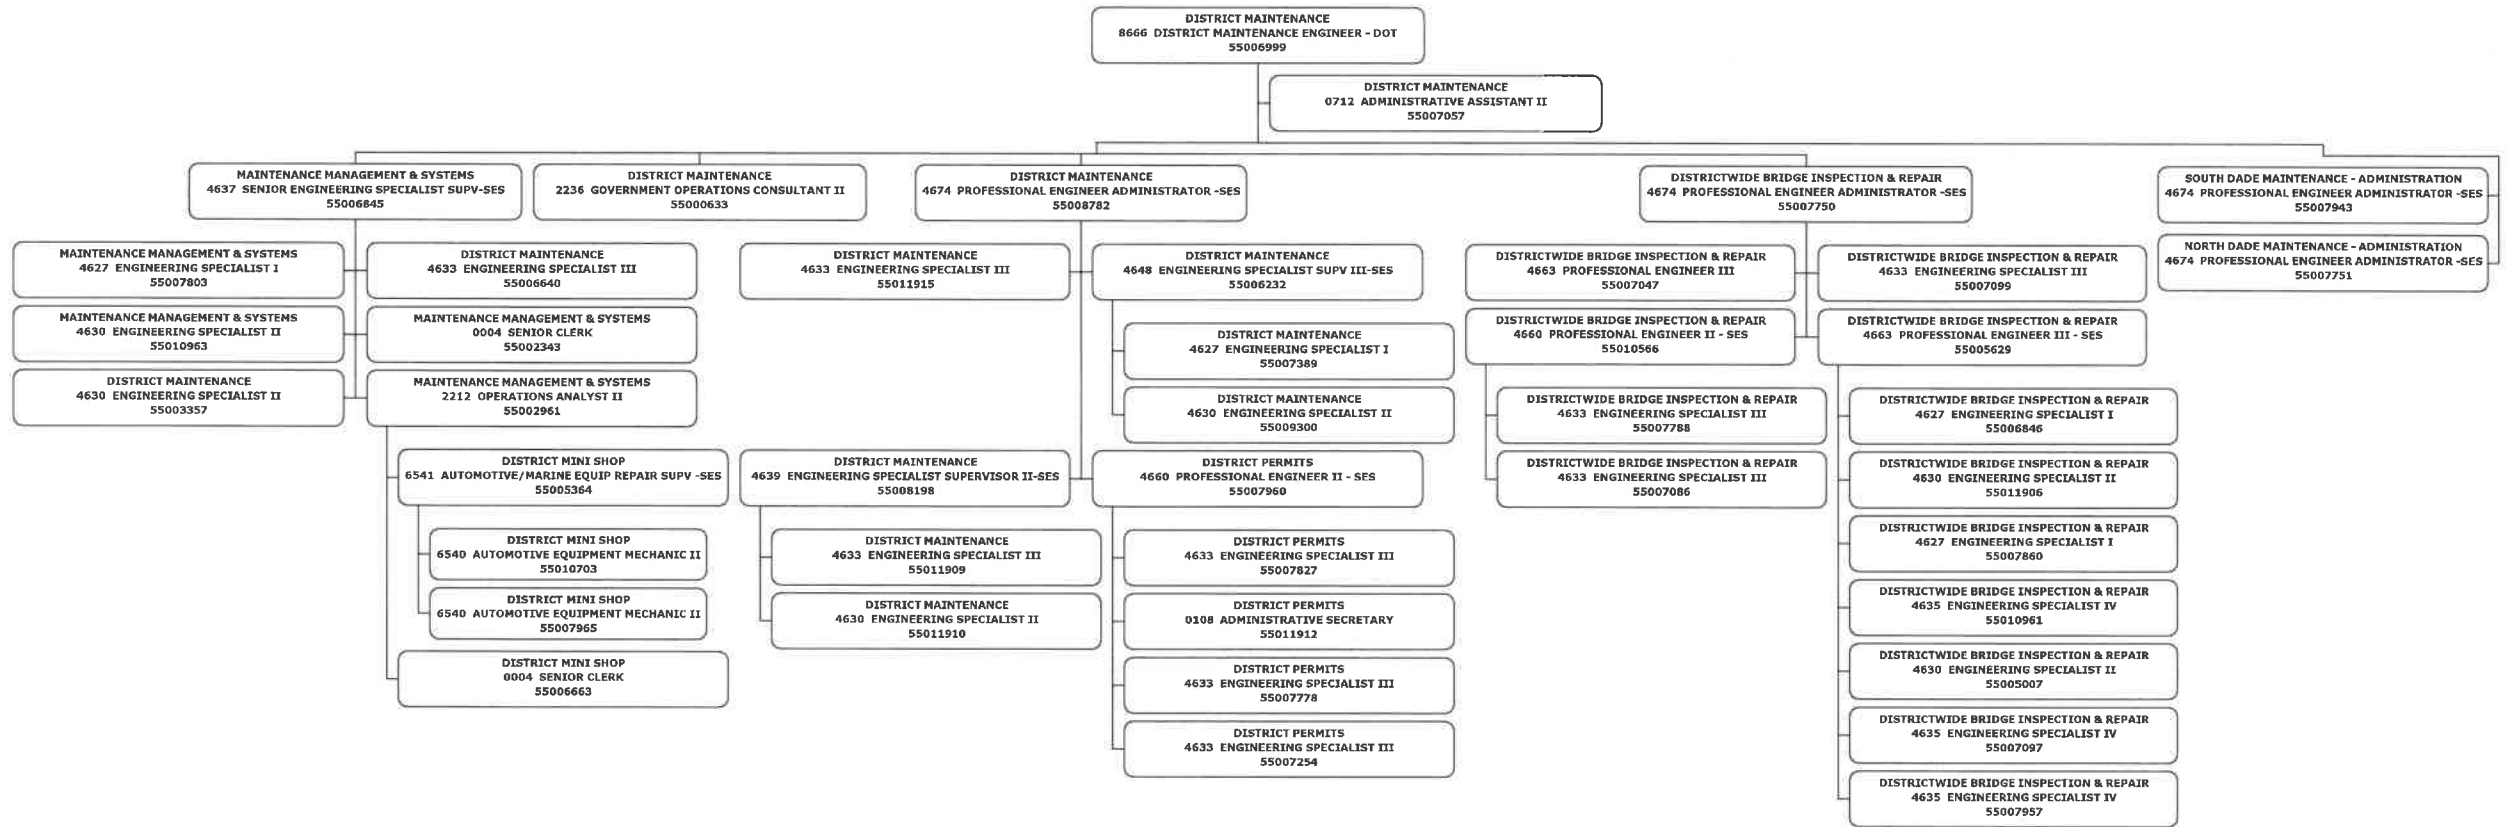 DISTRICT MAINTENANCE
8666 DISTRICT MAINTENANCE ENGINEER - DOT
55006999
DISTRICT MAINTENANCE
0712 ADMINISTRATIVE ASSISTANT II
55007057
MAINTENANCE MANAGEMENT & SYSTEMS
4637 SENIOR ENGINEERING SPECIALIST SUPV-SES
55006845
DISTRICT MAINTENANCE
2236 GOVERNMENT OPERATIONS CONSULTANT II
55000633
DISTRICT MAINTENANCE
4674 PROFESSIONAL ENGINEER ADMINISTRATOR -SES
55008782
DISTRICTWIDE BRIDGE INSPECTION & REPAIR
4674 PROFESSIONAL ENGINEER ADMINISTRATOR -SES
55007750
SOUTH DADE MAINTENANCE - ADMINISTRATION
4674 PROFESSIONAL ENGINEER ADMINISTRATOR -SES
55007943
NORTH DADE MAINTENANCE - ADMINISTRATION
4674 PROFESSIONAL ENGINEER ADMINISTRATOR -SES
55007751
MAINTENANCE MANAGEMENT & SYSTEMS
4627 ENGINEERING SPECIALIST I
55007803
DISTRICT MAINTENANCE
4633 ENGINEERING SPECIALIST III
55006640
MAINTENANCE MANAGEMENT & SYSTEMS
4630 ENGINEERING SPECIALIST II
55010963
MAINTENANCE MANAGEMENT & SYSTEMS
0004 SENIOR CLERK
55002343
DISTRICT MAINTENANCE
4630 ENGINEERING SPECIALIST II
55003357
MAINTENANCE MANAGEMENT & SYSTEMS
2212 OPERATIONS ANALYST II
55002961
DISTRICT MINI SHOP
6541 AUTOMOTIVE/MARINE EQUIP REPAIR SUPV -SES
55005364
DISTRICT MINI SHOP
6540 AUTOMOTIVE EQUIPMENT MECHANIC II
55010703
DISTRICT MINI SHOP
6540 AUTOMOTIVE EQUIPMENT MECHANIC II
55007965
DISTRICT MINI SHOP
0004 SENIOR CLERK
55006663
DISTRICT MAINTENANCE
4633 ENGINEERING SPECIALIST III
55011915
DISTRICT MAINTENANCE
4648 ENGINEERING SPECIALIST SUPV III-SES
55006232
DISTRICT MAINTENANCE
4627 ENGINEERING SPECIALIST I
55007389
DISTRICT MAINTENANCE
4630 ENGINEERING SPECIALIST II
55009300
DISTRICT MAINTENANCE
4639 ENGINEERING SPECIALIST SUPERVISOR II-SES
55008198
DISTRICT MAINTENANCE
4633 ENGINEERING SPECIALIST III
55011909
DISTRICT MAINTENANCE
4630 ENGINEERING SPECIALIST II
55011910
DISTRICT PERMITS
4660 PROFESSIONAL ENGINEER II - SES
55007960
DISTRICT PERMITS
4633 ENGINEERING SPECIALIST III
55007827
DISTRICT PERMITS
0108 ADMINISTRATIVE SECRETARY
55011912
DISTRICT PERMITS
4633 ENGINEERING SPECIALIST III
55007778
DISTRICT PERMITS
4633 ENGINEERING SPECIALIST III
55007254
DISTRICTWIDE BRIDGE INSPECTION & REPAIR
4663 PROFESSIONAL ENGINEER III
55007047
DISTRICTWIDE BRIDGE INSPECTION & REPAIR
4633 ENGINEERING SPECIALIST III
55007099
DISTRICTWIDE BRIDGE INSPECTION & REPAIR
4660 PROFESSIONAL ENGINEER II - SES
55010566
DISTRICTWIDE BRIDGE INSPECTION & REPAIR
4663 PROFESSIONAL ENGINEER III - SES
55005629
DISTRICTWIDE BRIDGE INSPECTION & REPAIR
4633 ENGINEERING SPECIALIST III
55007788
DISTRICTWIDE BRIDGE INSPECTION & REPAIR
4633 ENGINEERING SPECIALIST III
55007086
DISTRICTWIDE BRIDGE INSPECTION & REPAIR
4627 ENGINEERING SPECIALIST I
55006846
DISTRICTWIDE BRIDGE INSPECTION & REPAIR
4630 ENGINEERING SPECIALIST II
55011906
DISTRICTWIDE BRIDGE INSPECTION & REPAIR
4627 ENGINEERING SPECIALIST I
55007860
DISTRICTWIDE BRIDGE INSPECTION & REPAIR
4635 ENGINEERING SPECIALIST IV
55010961
DISTRICTWIDE BRIDGE INSPECTION & REPAIR
4630 ENGINEERING SPECIALIST II
55005007
DISTRICTWIDE BRIDGE INSPECTION & REPAIR
4635 ENGINEERING SPECIALIST IV
55007097
DISTRICTWIDE BRIDGE INSPECTION & REPAIR
4635 ENGINEERING SPECIALIST IV
55007957